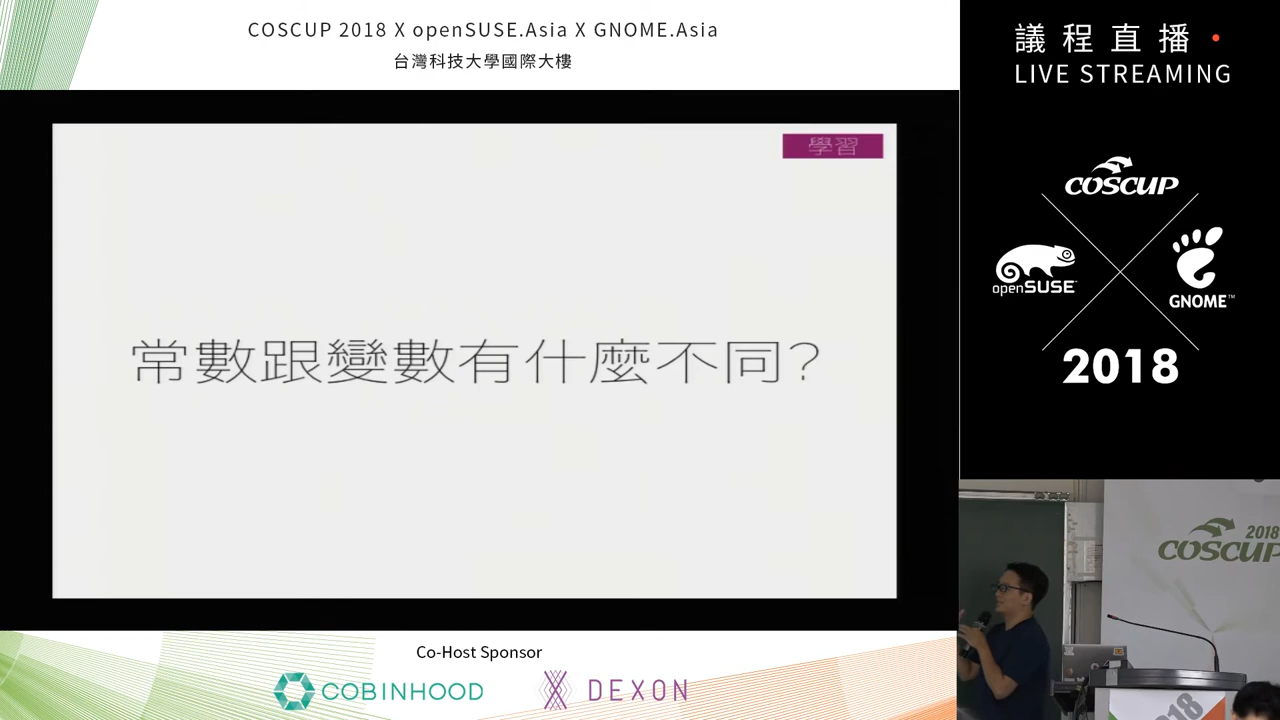 COSCUP 2018 X openSUSE.Asia X GNOME.Asia
台灣科技大學國際大樓
議程直播
LIVE STREAMING
學習
常數跟變數有什麼不同?
COSCUP
openSUSE
GNOME™
2018
2018
COSCUP
2018
Co-Host Sponsor
COBINHOOD
DEXON